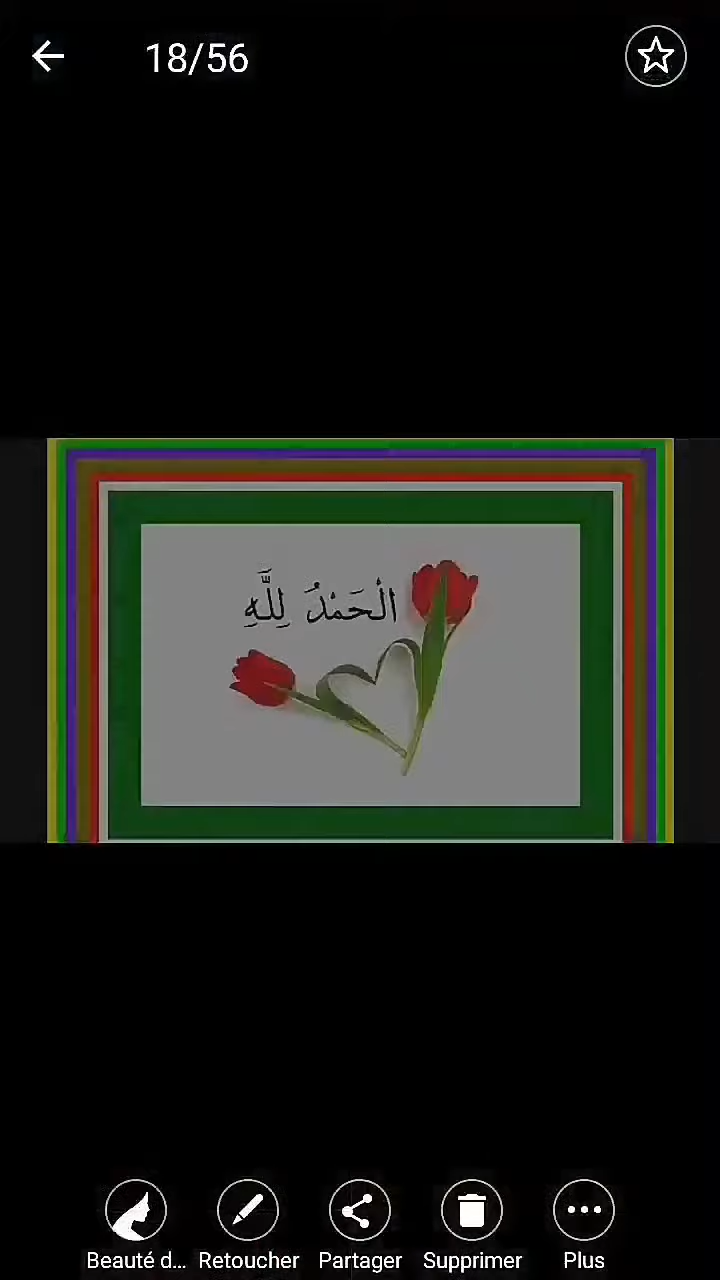 18/56
الْحَمْدُ لِلَّهِ
Beauté d...
Retoucher
Partager
Supprimer
Plus